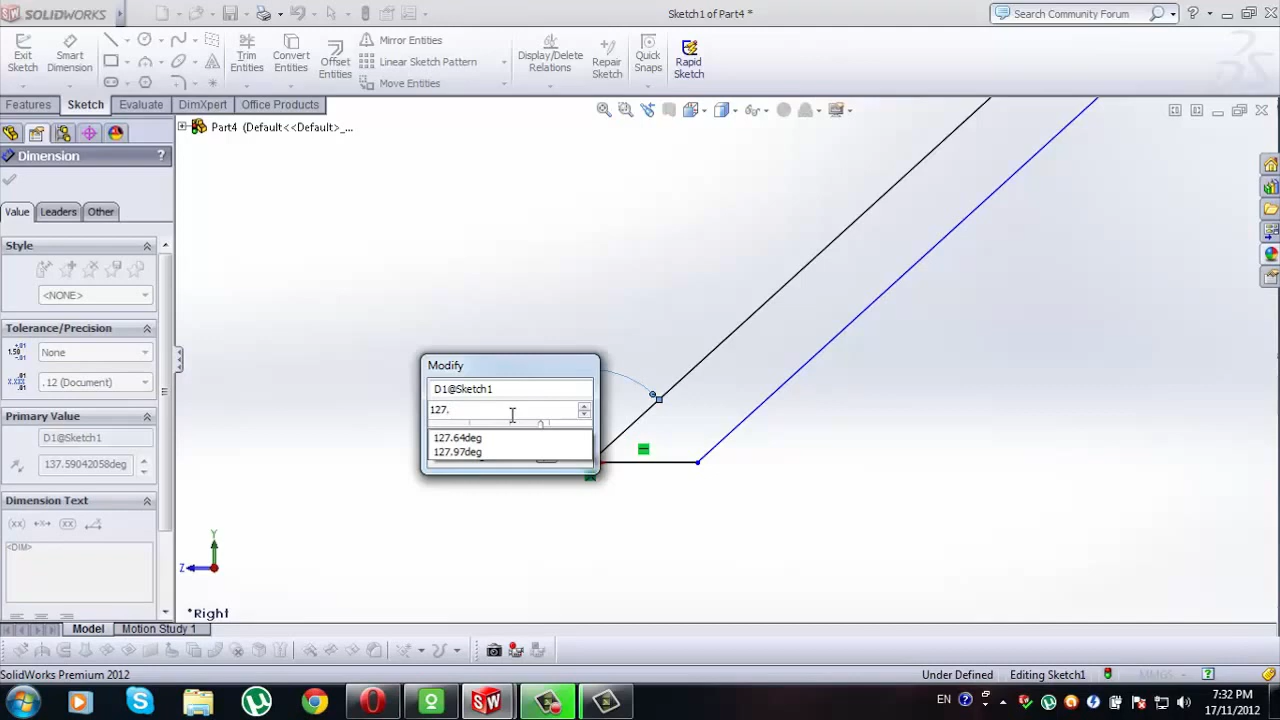 SOLIDWORKS
Sketch1 of Part4 *
Search Community Forum
Exit Sketch
Smart Dimension
Trim Entities
Convert Entities
Offset Entities
Mirror Entities
Linear Sketch Pattern
Move Entities
Display/Delete Relations
Repair Sketch
Quick Snaps
Rapid Sketch
Features
Sketch
Evaluate
DimXpert
Office Products
Part4 (Default<<Default>_...
Dimension
?
Value
Leaders
Other
Style
<NONE>
Tolerance/Precision
None
.12 (Document)
Primary Value
D1@Sketch1
137.59042058deg
Dimension Text
<DIM>
Modify
D1@Sketch1
127.
127.64deg
127.97deg
Y
Z
*Right
Model
Motion Study 1
SolidWorks Premium 2012
Under Defined
Editing Sketch1
MMGS
EN
7:32 PM
17/11/2012